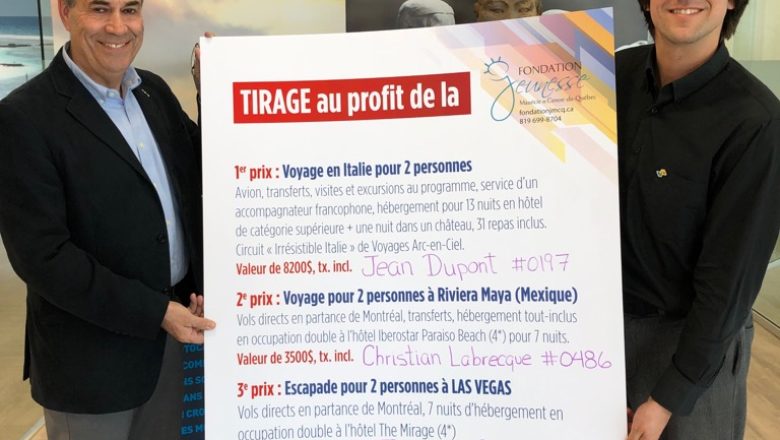 TIRAGE au profit de la
FONDATION
Jeunesse
Mauricie • Centre-du-Québec
fondationjmcq.ca
819 699-8704
1er prix : Voyage en Italie pour 2 personnes
Avion, transferts, visites et excursions au programme, service d'un
accompagnateur francophone, hébergement pour 13 nuits en hôtel
de catégorie supérieure + une nuit dans un château, 31 repas inclus.
Circuit « Irrésistible Italie » de Voyages Arc-en-Ciel.
Valeur de 8200$, tx. incl. Jean Dupont #0197
2e prix : Voyage pour 2 personnes à Riviera Maya (Mexique)
Vols directs en partance de Montréal, transferts, hébergement tout-inclus
en occupation double à l'hôtel Iberostar Paraiso Beach (4*) pour 7 nuits.
Valeur de 3500$, tx. incl. Christian Labrecque #0486
3e prix : Escapade pour 2 personnes à LAS VEGAS
Vols directs en partance de Montréal, 7 nuits d'hébergement en
occupation double à l'hôtel The Mirage (4*)